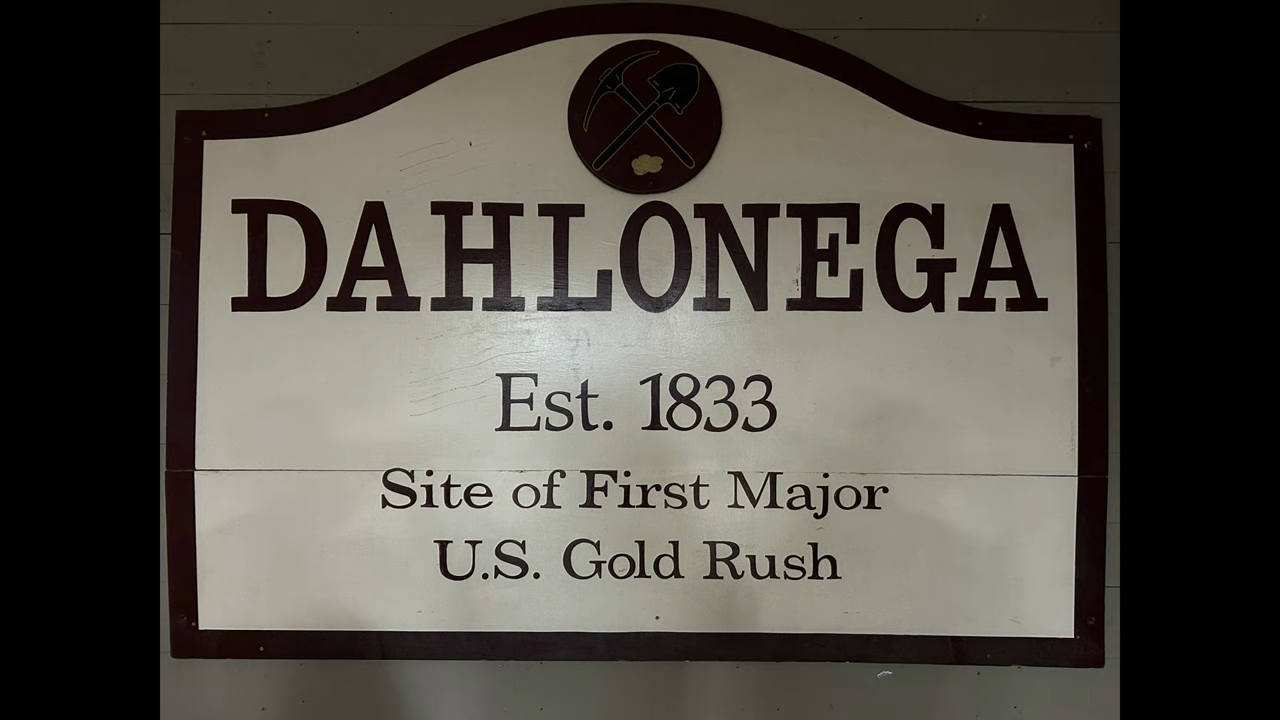 DAHLONEGA
Est. 1833
Site of First Major
U.S. Gold Rush